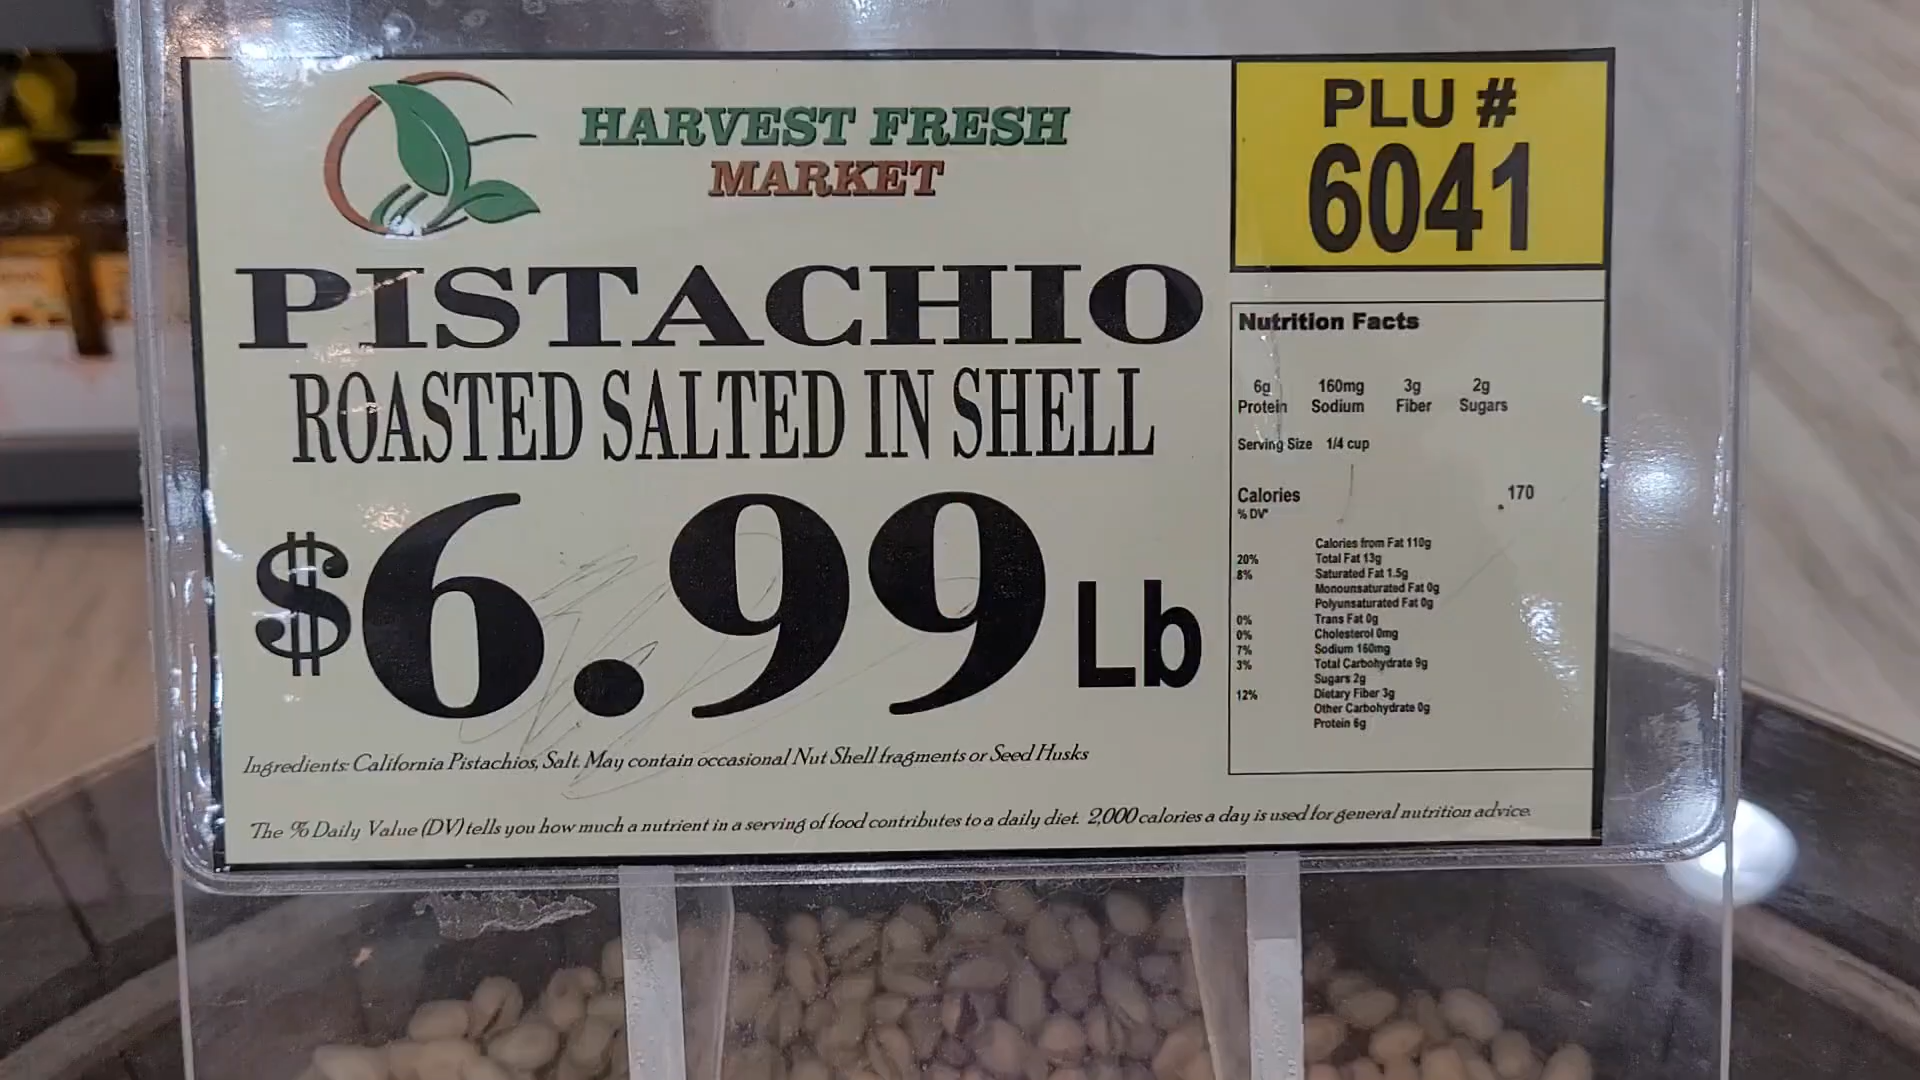 HARVEST FRESH
MARKET
PISTACHIO
ROASTED SALTED IN SHELL
$6.99 Lb
Ingredients: California Pistachios, Salt. May contain occasional Nut Shell fragments or Seed Husks
The % Daily Value (DV) tells you how much a nutrient in a serving of food contributes to a daily diet. 2,000 calories a day is used for general nutrition advice.
PLU #
6041
Nutrition Facts
6g 160mg 3g 2g
Protein Sodium Fiber Sugars
Serving Size 1/4 cup
Calories 170
% DV*
Calories from Fat 110g
20% Total Fat 13g
8% Saturated Fat 1.5g
Monounsaturated Fat 0g
Polyunsaturated Fat 0g
0% Trans Fat 0g
0% Cholesterol 0mg
7% Sodium 160mg
3% Total Carbohydrate 9g
Sugars 2g
12% Dietary Fiber 3g
Other Carbohydrate 0g
Protein 6g